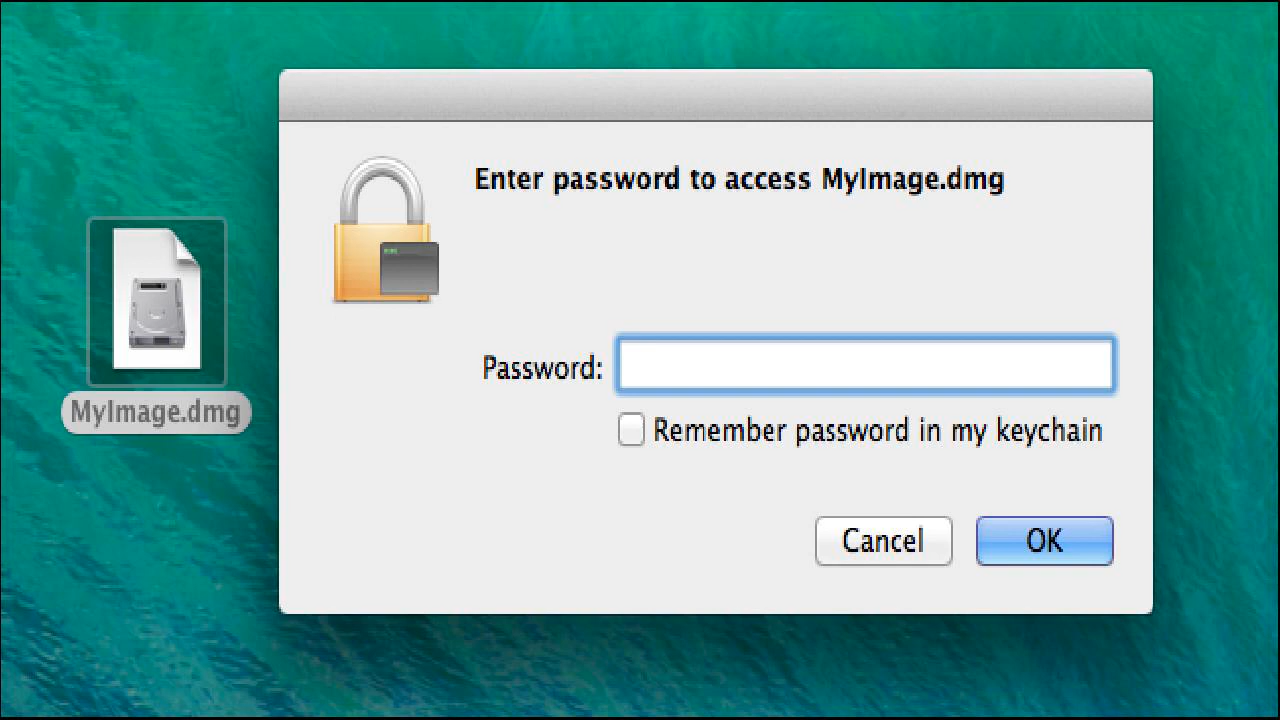 Enter password to access MyImage.dmg
MyImage.dmg
Password:
Remember password in my keychain
Cancel
OK